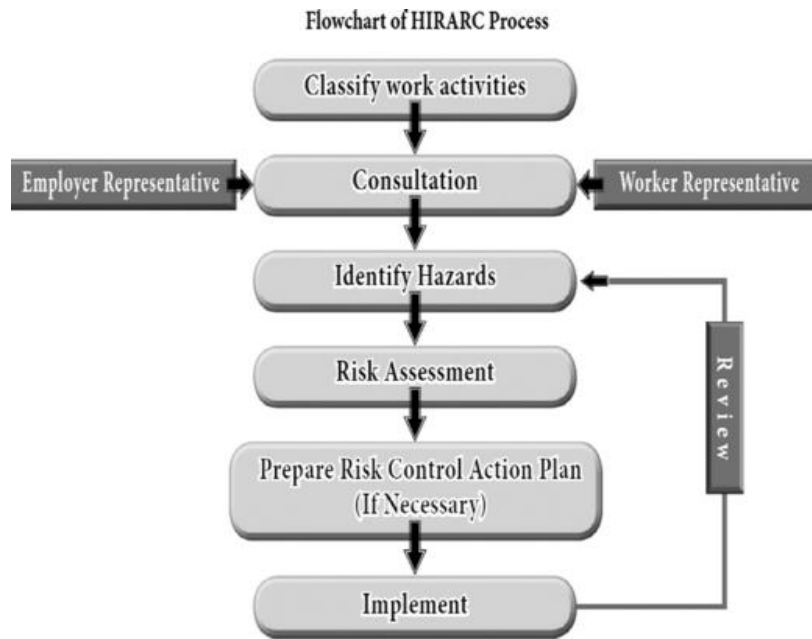 Flowchart of HIRARC Process
Classify work activities
Employer Representative
Consultation
Worker Representative
Identify Hazards
Risk Assessment
Review
Prepare Risk Control Action Plan
(If Necessary)
Implement